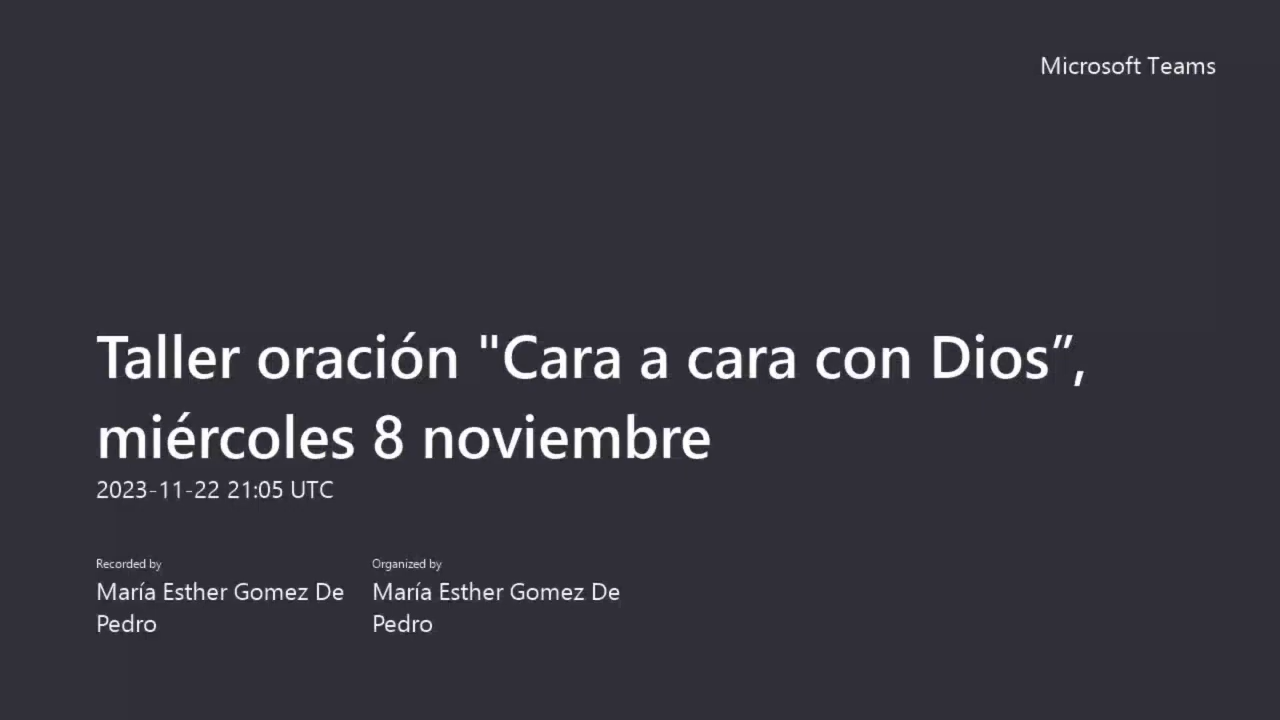 Microsoft Teams
Taller oración "Cara a cara con Dios”,
miércoles 8 noviembre
2023-11-22 21:05 UTC
Recorded by
María Esther Gomez De
Pedro
Organized by
María Esther Gomez De
Pedro